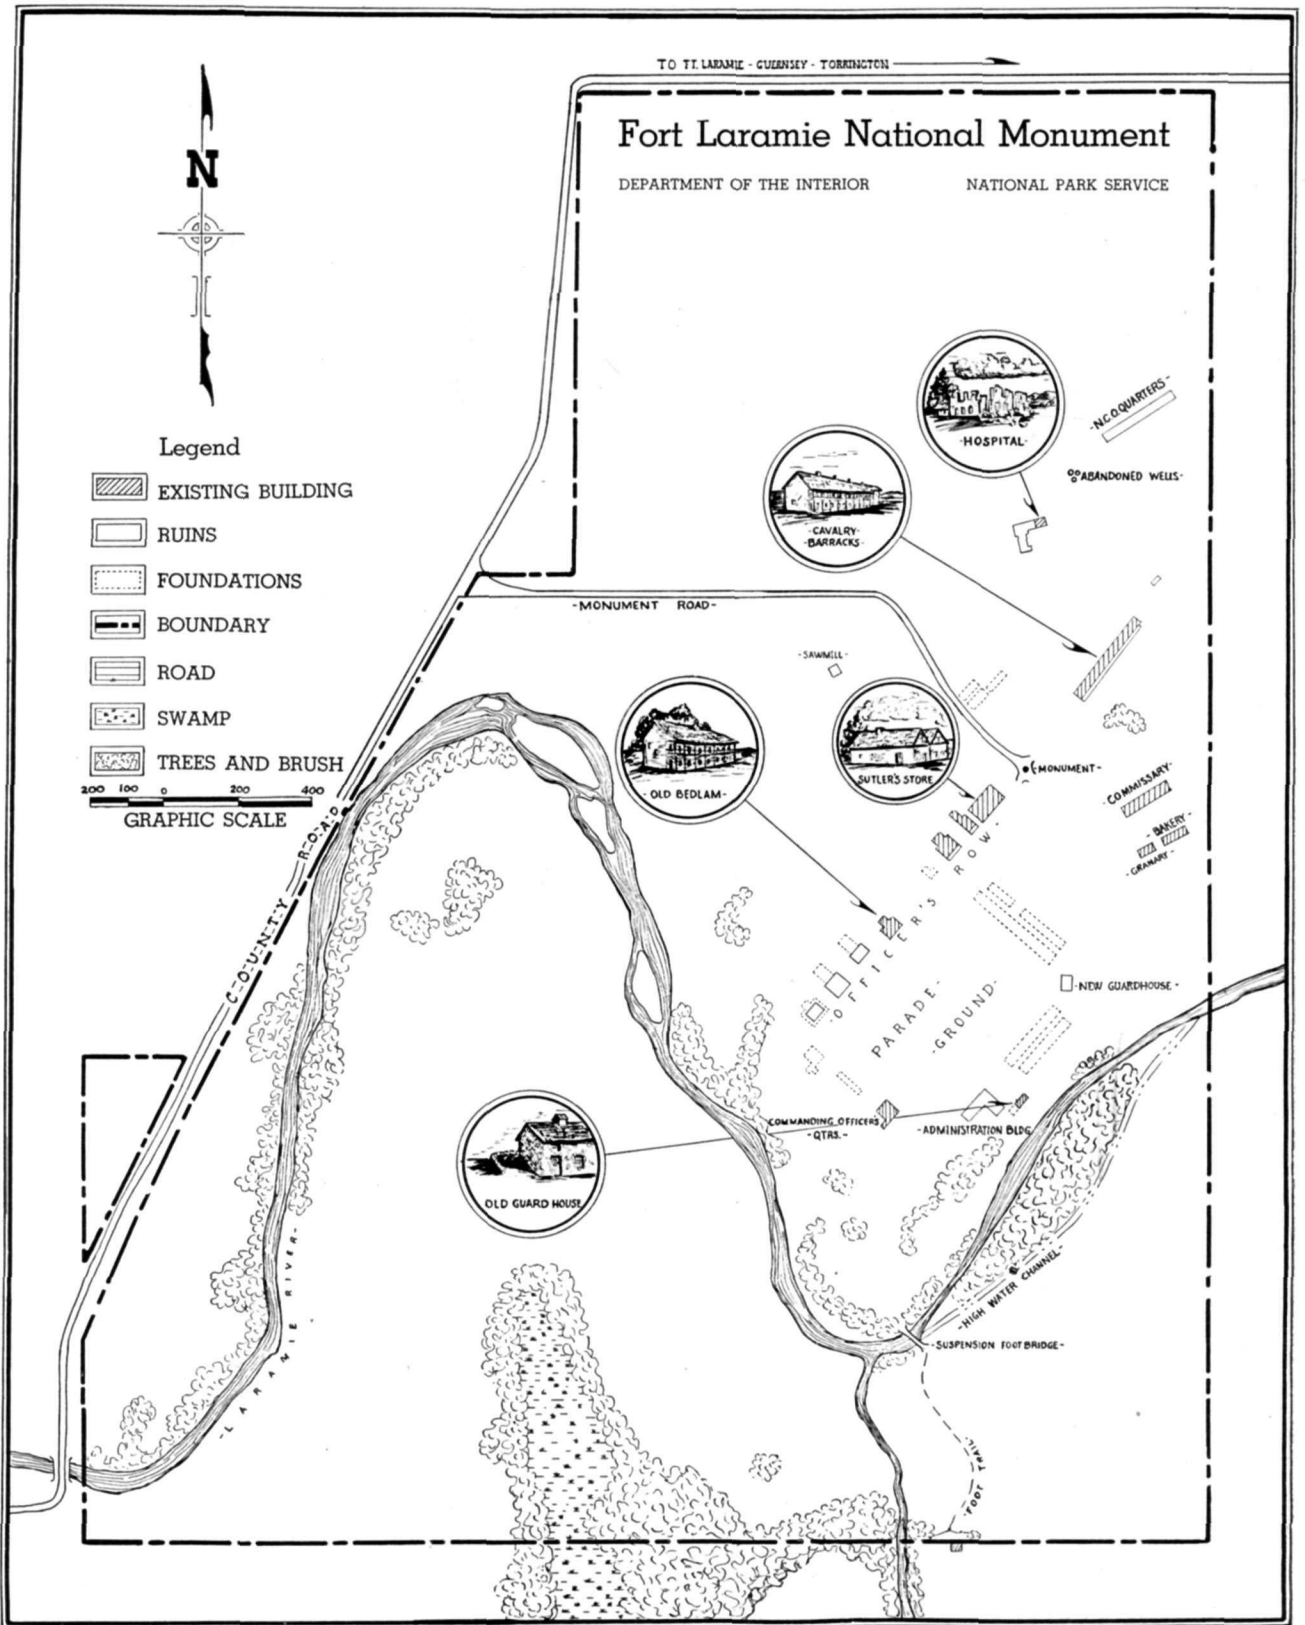 TO FT. LARAMIE - GUERNSEY - TORRINGTON
Fort Laramie National Monument
DEPARTMENT OF THE INTERIOR
NATIONAL PARK SERVICE
N
Legend
EXISTING BUILDING
RUINS
FOUNDATIONS
BOUNDARY
ROAD
SWAMP
TREES AND BRUSH
200 100 0 200 400
GRAPHIC SCALE
-HOSPITAL-
-N.C.O. QUARTERS-
ABANDONED WELLS-
-CAVALRY-
-BARRACKS-
-MONUMENT ROAD-
-SAWMILL-
-OLD BEDLAM-
SUTLER'S STORE
-MONUMENT-
-COMMISSARY-
-BAKERY-
-GRANARY-
-OFFICER'S ROW-
-COUNTY ROAD
-NEW GUARDHOUSE-
PARADE-
-GROUND-
COMMANDING OFFICERS
-QTRS.-
-ADMINISTRATION BLDG
OLD GUARD HOUSE
-LARAMIE RIVER-
-HIGH WATER CHANNEL-
-SUSPENSION FOOTBRIDGE-
-FOOT TRAIL-